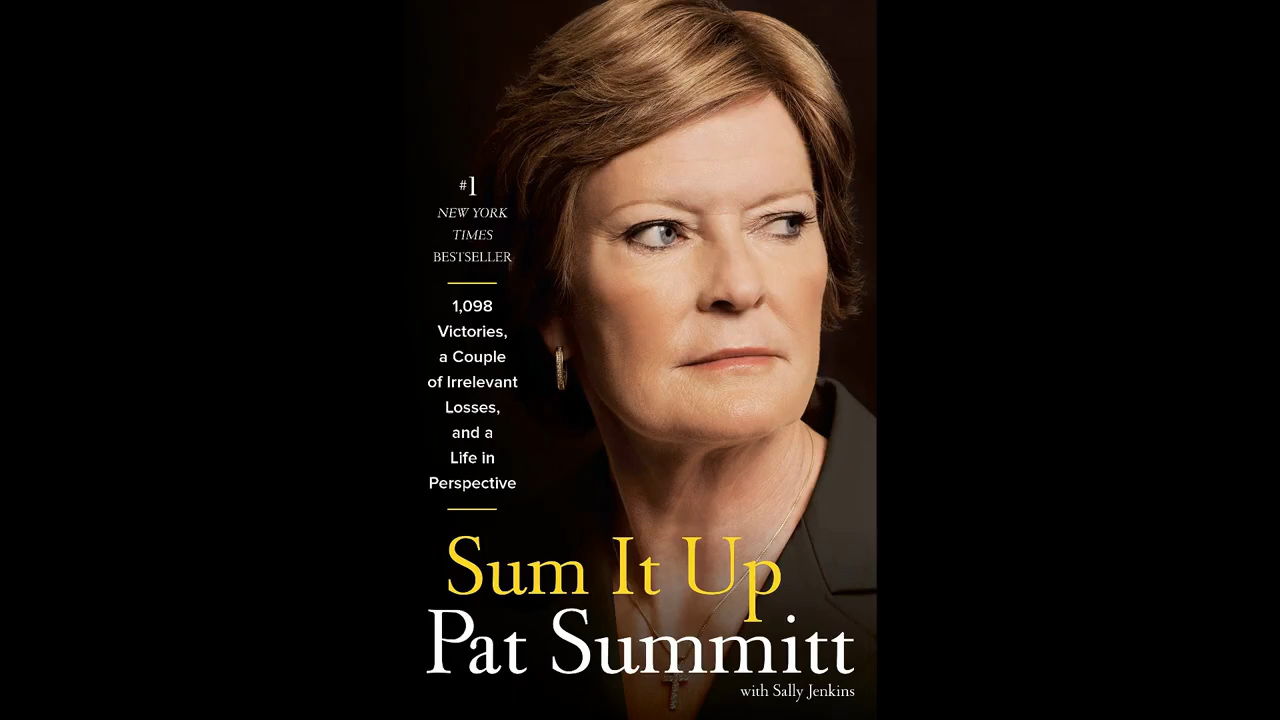 #1
NEW YORK
TIMES
BESTSELLER
1,098
Victories,
a Couple
of Irrelevant
Losses,
and a
Life in
Perspective
Sum It Up
Pat Summitt
with Sally Jenkins